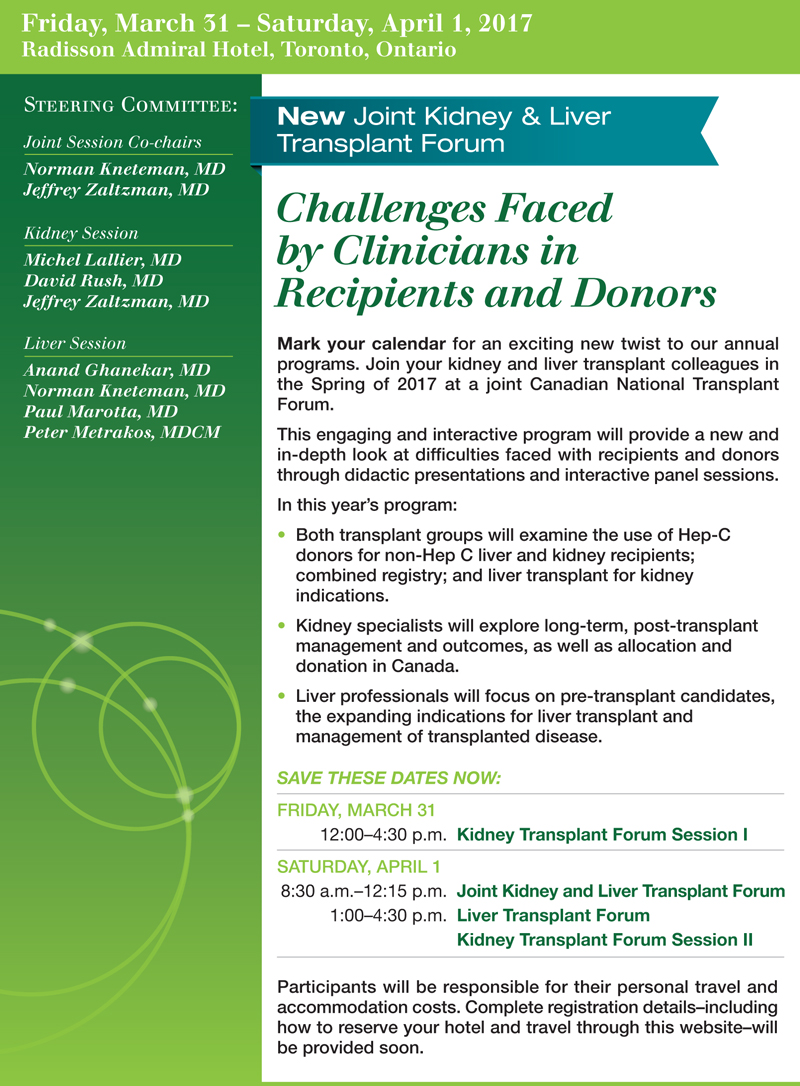 Friday, March 31 – Saturday, April 1, 2017
Radisson Admiral Hotel, Toronto, Ontario
Steering Committee:
Joint Session Co-chairs
Norman Kneteman, MD
Jeffrey Zaltzman, MD
Kidney Session
Michel Lallier, MD
David Rush, MD
Jeffrey Zaltzman, MD
Liver Session
Anand Ghanekar, MD
Norman Kneteman, MD
Paul Marotta, MD
Peter Metrakos, MDCM
New Joint Kidney & Liver
Transplant Forum
Challenges Faced
by Clinicians in
Recipients and Donors
Mark your calendar for an exciting new twist to our annual
programs. Join your kidney and liver transplant colleagues in
the Spring of 2017 at a joint Canadian National Transplant
Forum.
This engaging and interactive program will provide a new and
in-depth look at difficulties faced with recipients and donors
through didactic presentations and interactive panel sessions.
In this year's program:
• Both transplant groups will examine the use of Hep-C
donors for non-Hep C liver and kidney recipients;
combined registry; and liver transplant for kidney
indications.
• Kidney specialists will explore long-term, post-transplant
management and outcomes, as well as allocation and
donation in Canada.
• Liver professionals will focus on pre-transplant candidates,
the expanding indications for liver transplant and
management of transplanted disease.
SAVE THESE DATES NOW:
FRIDAY, MARCH 31
12:00–4:30 p.m. Kidney Transplant Forum Session I
SATURDAY, APRIL 1
8:30 a.m.–12:15 p.m. Joint Kidney and Liver Transplant Forum
1:00–4:30 p.m. Liver Transplant Forum
Kidney Transplant Forum Session II
Participants will be responsible for their personal travel and
accommodation costs. Complete registration details–including
how to reserve your hotel and travel through this website–will
be provided soon.